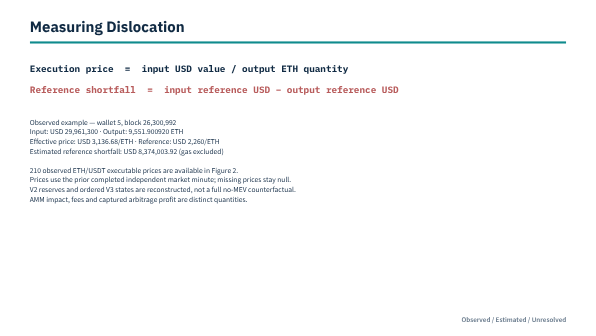 Measuring Dislocation
Execution price = input USD value / output ETH quantity
Reference shortfall = input reference USD − output reference USD
Observed example — wallet 5, block 26,300,992
Input: USD 29,961,300 · Output: 9,551.900920 ETH
Effective price: USD 3,136.68/ETH · Reference: USD 2,260/ETH
Estimated reference shortfall: USD 8,374,003.92 (gas excluded)
210 observed ETH/USDT executable prices are available in Figure 2.
Prices use the prior completed independent market minute; missing prices stay null.
V2 reserves and ordered V3 states are reconstructed, not a full no-MEV counterfactual.
AMM impact, fees and captured arbitrage profit are distinct quantities.
Observed / Estimated / Unresolved